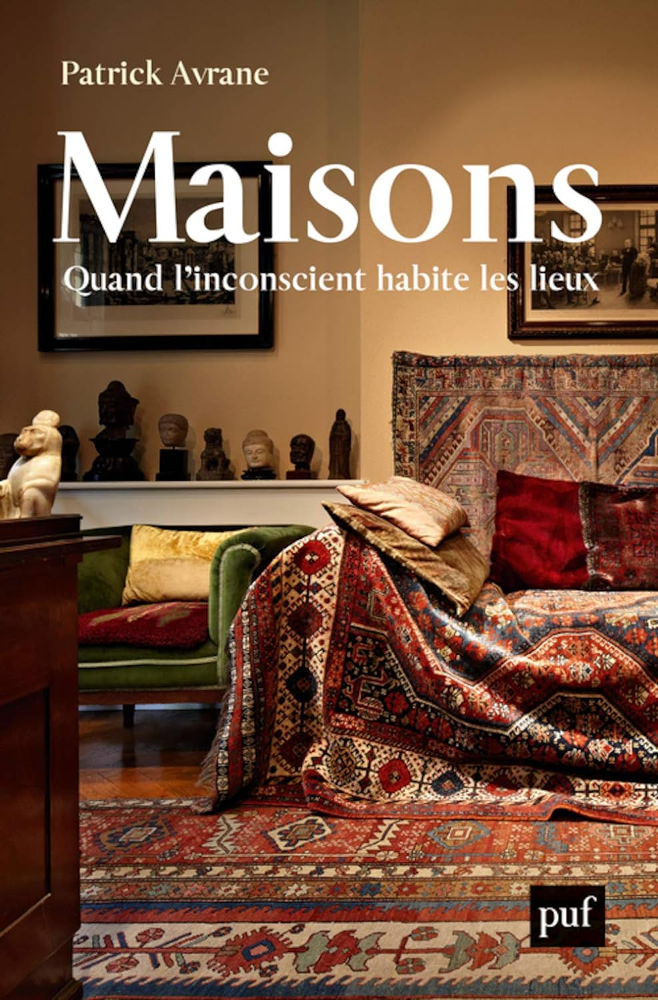 Patrick Avrane
Maisons
Quand l'inconscient habite les lieux
puf